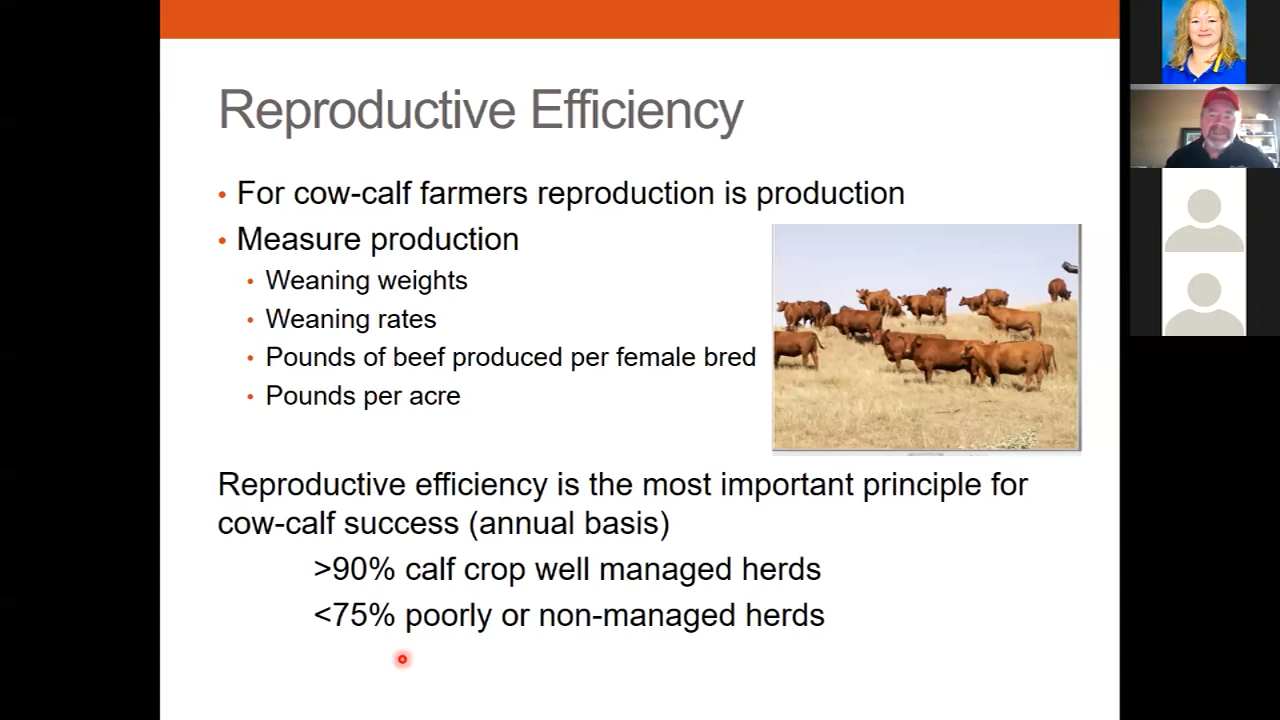 Reproductive Efficiency
• For cow-calf farmers reproduction is production
• Measure production
• Weaning weights
• Weaning rates
• Pounds of beef produced per female bred
• Pounds per acre
Reproductive efficiency is the most important principle for
cow-calf success (annual basis)
>90% calf crop well managed herds
<75% poorly or non-managed herds